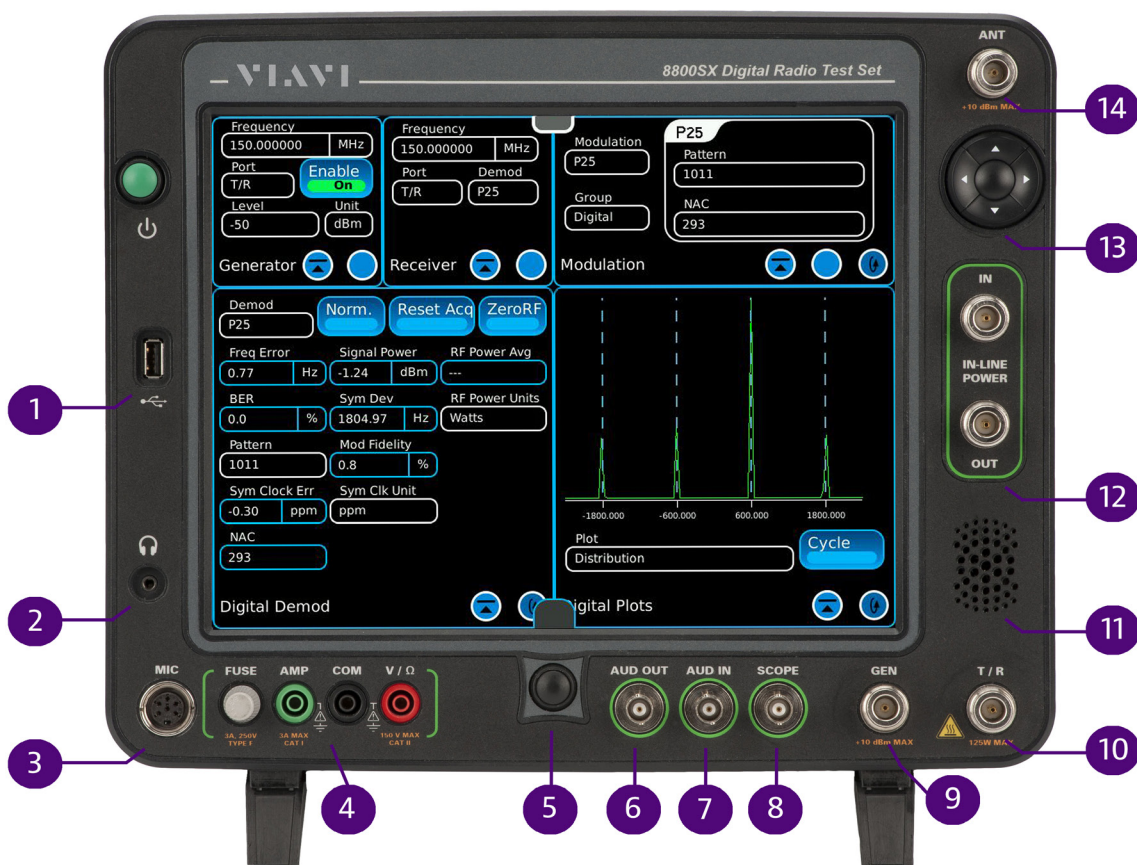 VIAVI
8800SX Digital Radio Test Set
ANT
+10 dBm MAX
14
Frequency
150.000000 MHz
Port
T/R
Enable
On
Level
-50
Unit
dBm
Generator
Frequency
150.000000 MHz
Port
T/R
Demod
P25
Receiver
Modulation
P25
Group
Digital
P25
Pattern
1011
NAC
293
Modulation
13
Demod
P25
Norm.
Reset Acq
ZeroRF
Freq Error
0.77 Hz
Signal Power
-1.24 dBm
RF Power Avg
---
BER
0.0 %
Sym Dev
1804.97 Hz
RF Power Units
Watts
Pattern
1011
Mod Fidelity
0.8 %
Sym Clock Err
-0.30 ppm
Sym Clk Unit
ppm
NAC
293
Digital Demod
-1800.000 -600.000 600.000 1800.000
Plot
Distribution
Cycle
Digital Plots
IN
IN-LINE
POWER
OUT
12
11
1
2
MIC
3
FUSE
3A, 250V
TYPE F
AMP
3A MAX
CAT I
COM
V / Ω
150 V MAX
CAT II
4
5
AUD OUT
6
AUD IN
7
SCOPE
8
GEN
+10 dBm MAX
9
T / R
125W MAX
10